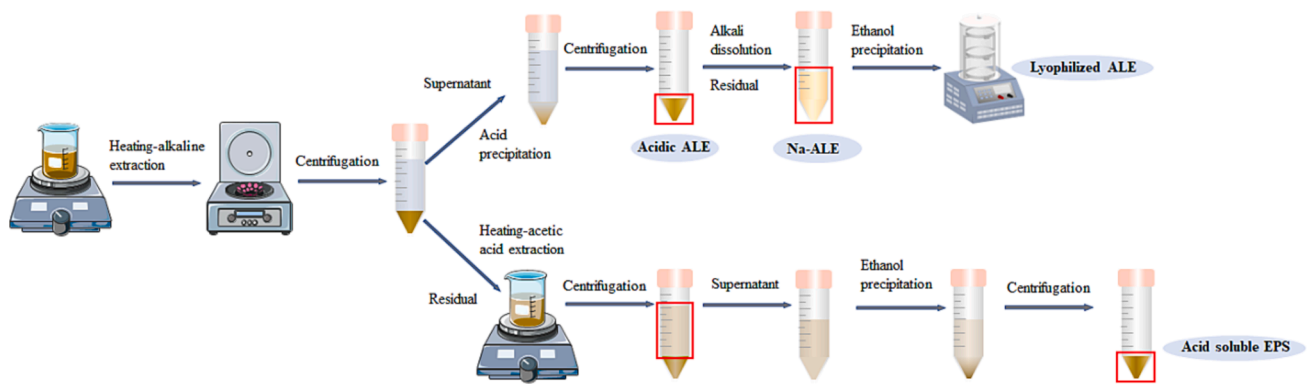 Heating-alkaline
extraction
Centrifugation
Supernatant
Acid
precipitation
Centrifugation
Acidic ALE
Alkali
dissolution
Residual
Na-ALE
Ethanol
precipitation
Lyophilized ALE
Heating-acetic
acid extraction
Residual
Centrifugation
Supernatant
Ethanol
precipitation
Centrifugation
Acid soluble EPS